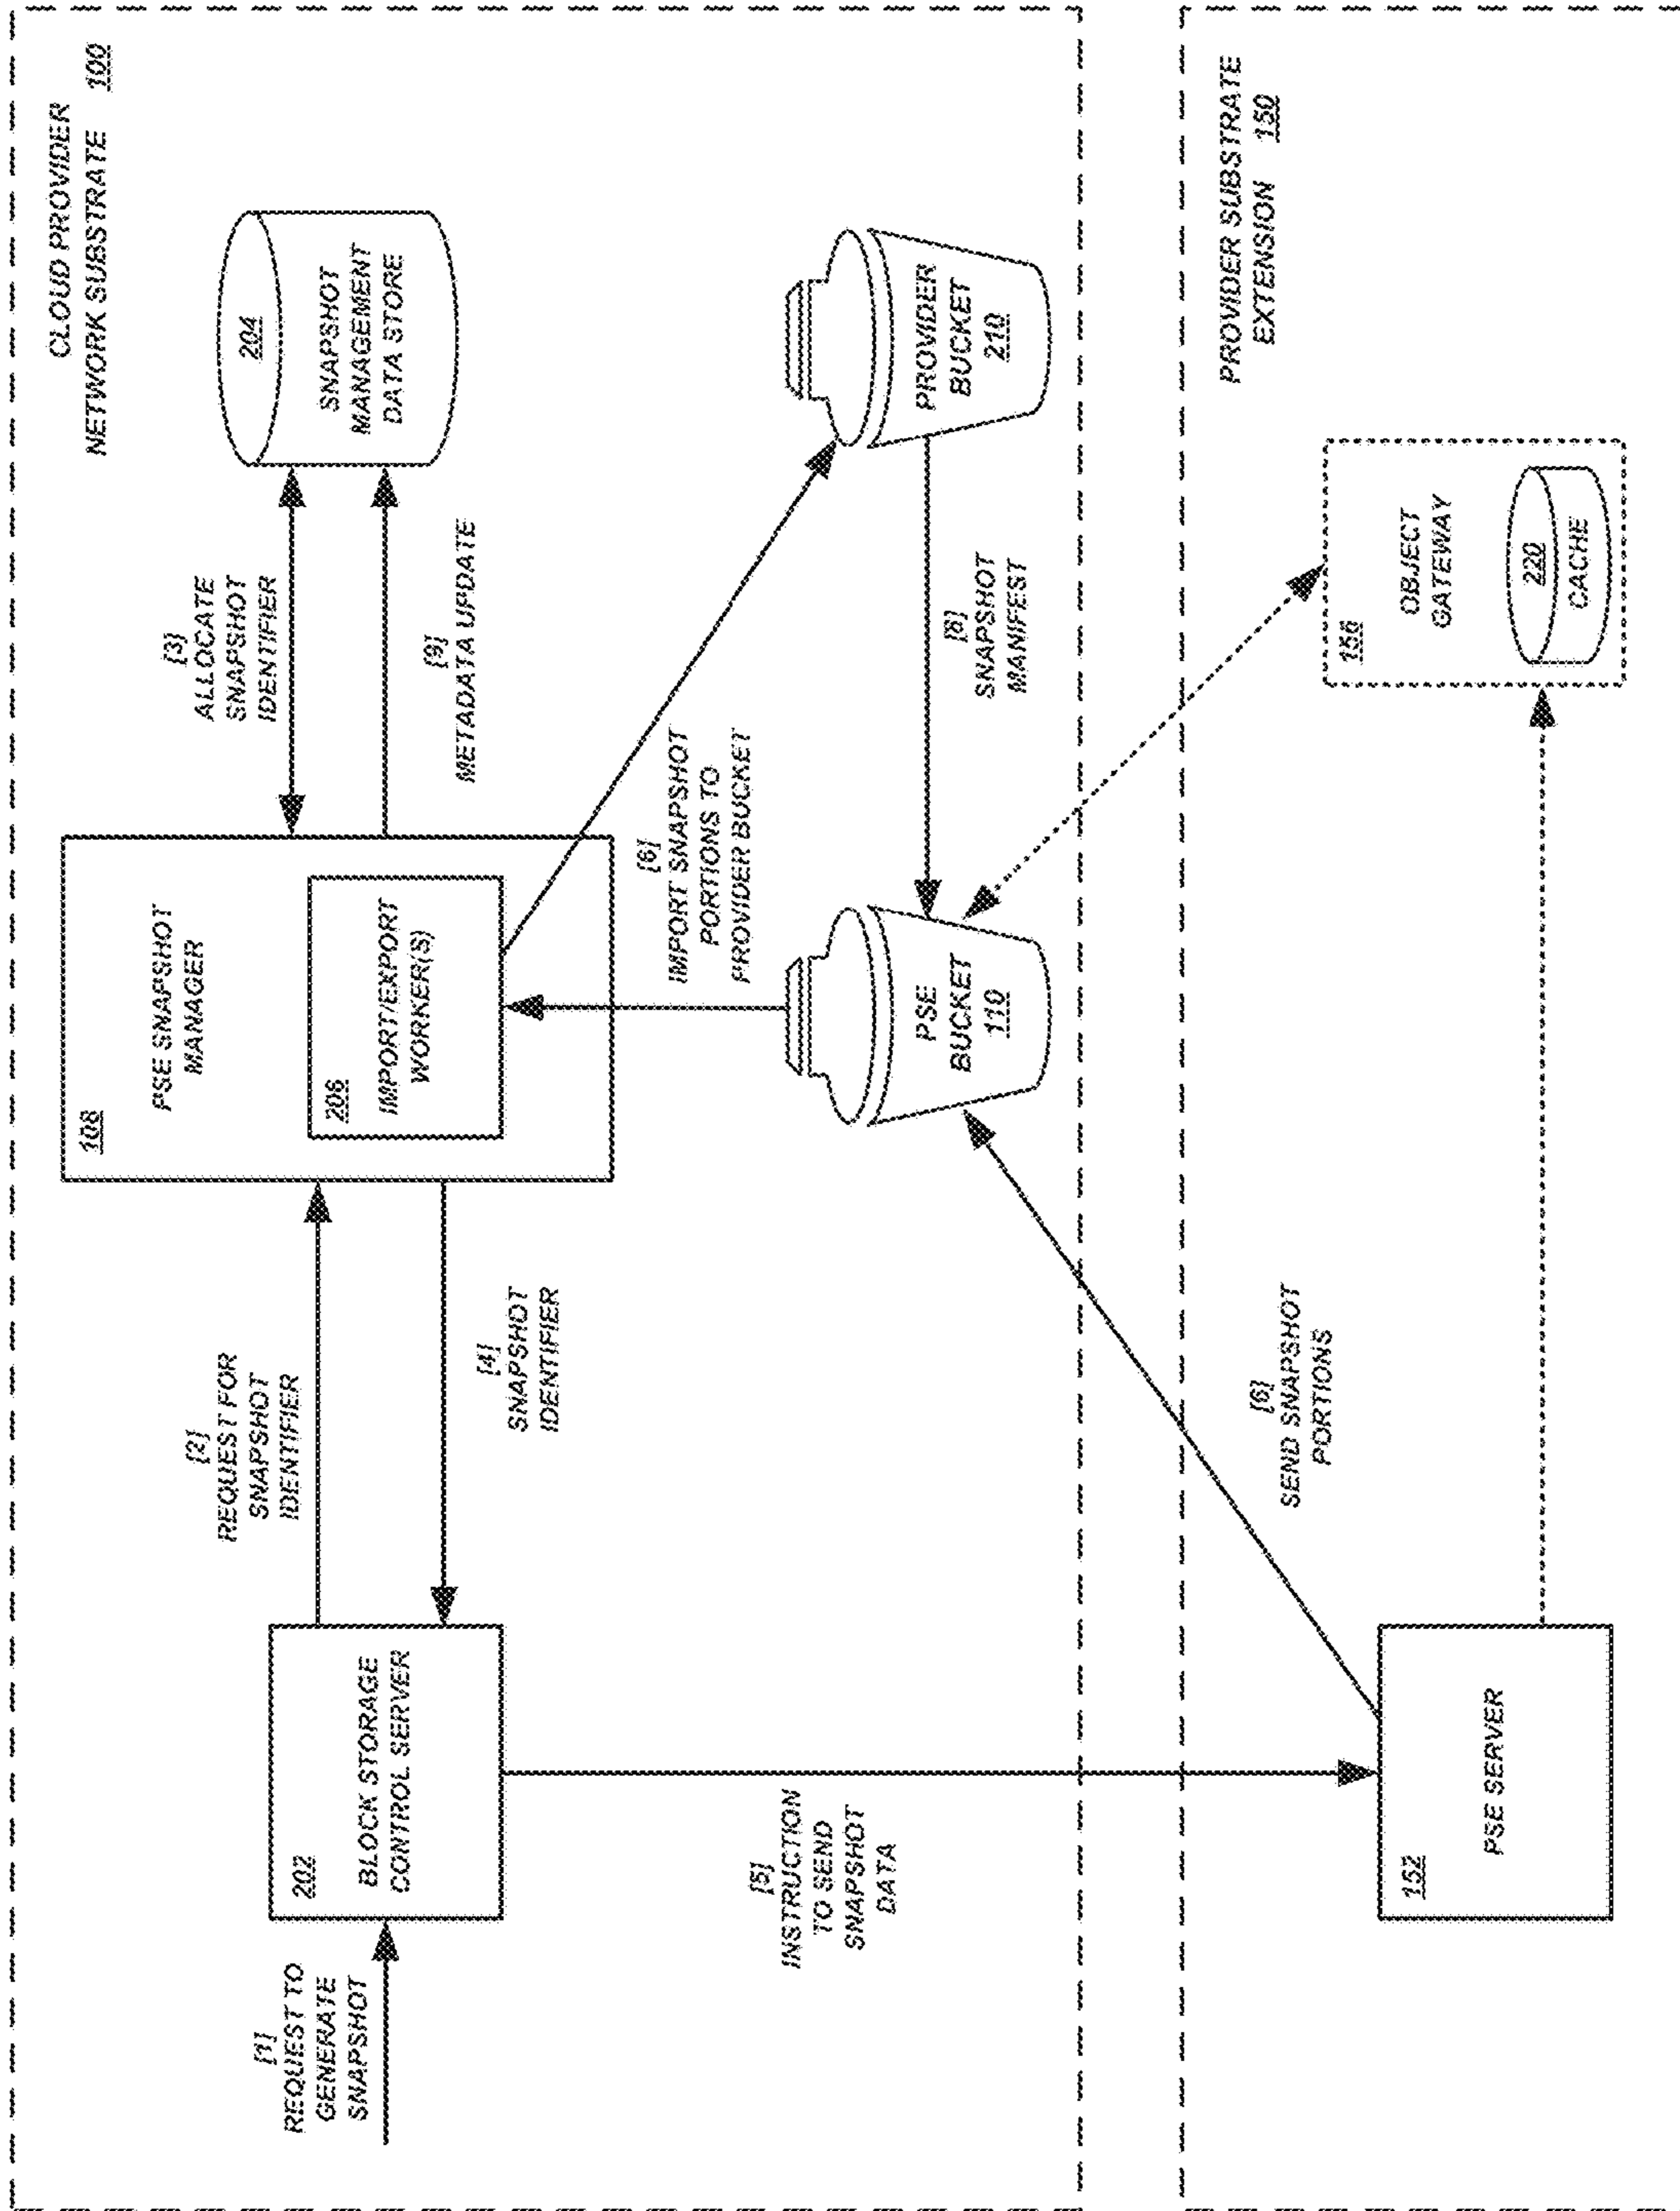 CLOUD PROVIDER
NETWORK SUBSTRATE 100
[1]
REQUEST TO
GENERATE
SNAPSHOT
202
BLOCK STORAGE
CONTROL SERVER
[2]
REQUEST FOR
SNAPSHOT
IDENTIFIER
[4]
SNAPSHOT
IDENTIFIER
108
PSE SNAPSHOT
MANAGER
206
IMPORT/EXPORT
WORKER(S)
[3]
ALLOCATE
SNAPSHOT
IDENTIFIER
[9]
METADATA UPDATE
204
SNAPSHOT
MANAGEMENT
DATA STORE
[5]
INSTRUCTION
TO SEND
SNAPSHOT
DATA
[6]
IMPORT SNAPSHOT
PORTIONS TO
PROVIDER BUCKET
PSE
BUCKET
110
[8]
SNAPSHOT
MANIFEST
PROVIDER
BUCKET
210
PROVIDER SUBSTRATE
EXTENSION 150
[6]
SEND SNAPSHOT
PORTIONS
152
PSE SERVER
156
OBJECT
GATEWAY
220
CACHE